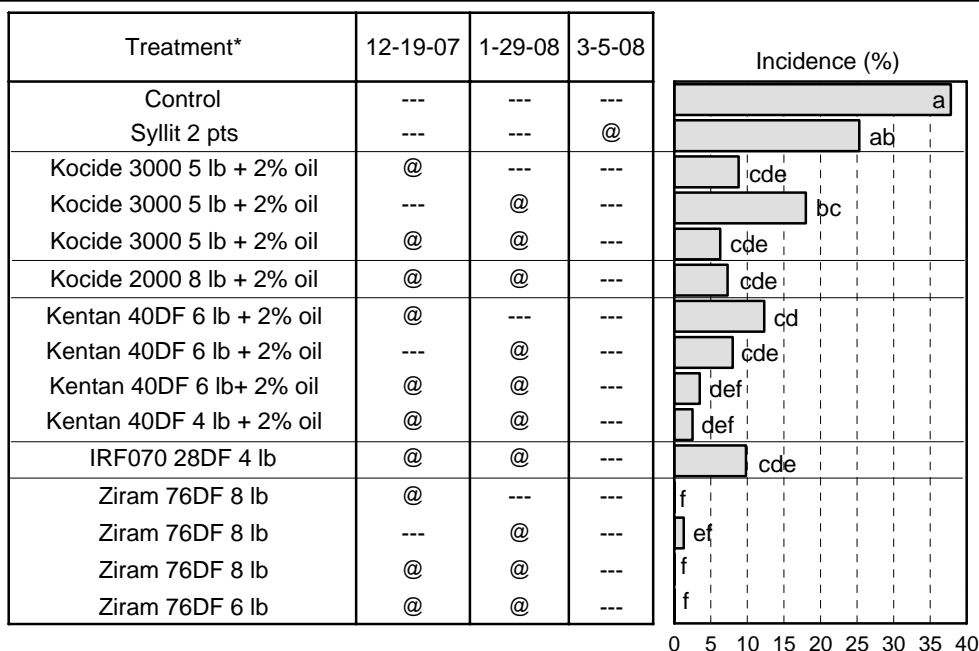 Treatment* 12-19-07 1-29-08 3-5-08 Incidence (%)
Control --- --- --- a
Syllit 2 pts --- --- @ ab
Kocide 3000 5 lb + 2% oil @ --- --- cde
Kocide 3000 5 lb + 2% oil --- @ --- bc
Kocide 3000 5 lb + 2% oil @ @ --- cde
Kocide 2000 8 lb + 2% oil @ @ --- cde
Kentan 40DF 6 lb + 2% oil @ --- --- cd
Kentan 40DF 6 lb + 2% oil --- @ --- cde
Kentan 40DF 6 lb+ 2% oil @ @ --- def
Kentan 40DF 4 lb + 2% oil @ @ --- def
IRF070 28DF 4 lb @ @ --- cde
Ziram 76DF 8 lb @ --- --- f
Ziram 76DF 8 lb --- @ --- ef
Ziram 76DF 8 lb @ @ --- f
Ziram 76DF 6 lb @ @ --- f
0 5 10 15 20 25 30 35 40